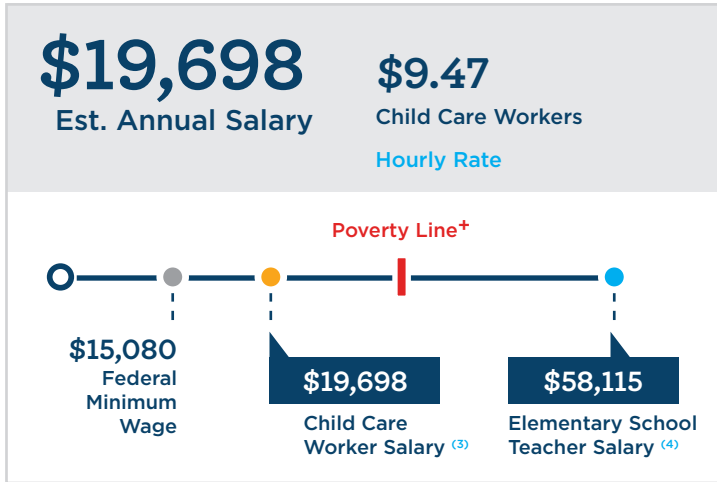 $19,698
Est. Annual Salary
$9.47
Child Care Workers
Hourly Rate
Poverty Line+
$15,080
Federal
Minimum
Wage
$19,698
Child Care
Worker Salary (3)
$58,115
Elementary School
Teacher Salary (4)